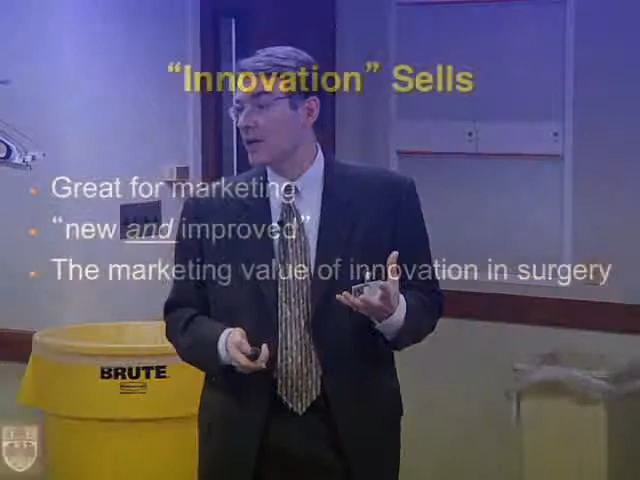 “Innovation” Sells
Great for marketing
“new and improved”
The marketing value of innovation in surgery
BRUTE